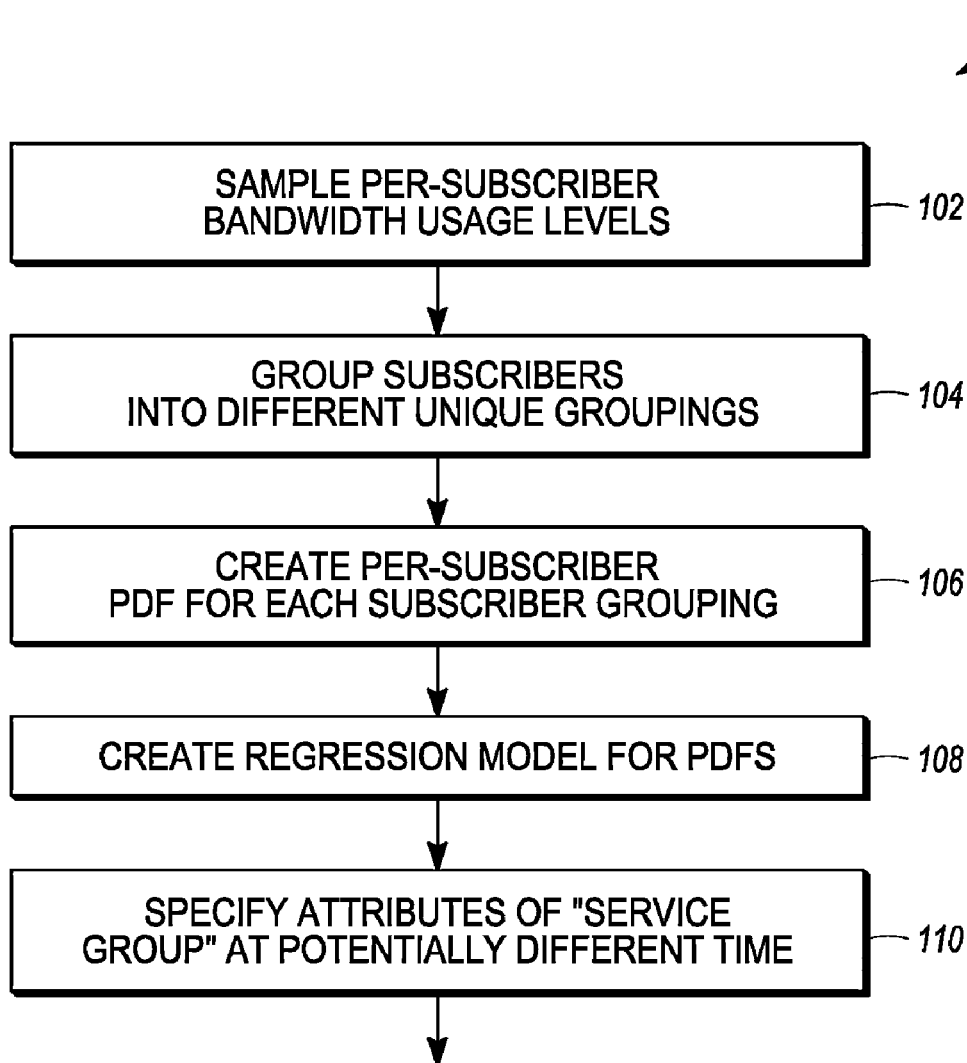 SAMPLE PER-SUBSCRIBER
BANDWIDTH USAGE LEVELS
102
GROUP SUBSCRIBERS
INTO DIFFERENT UNIQUE GROUPINGS
104
CREATE PER-SUBSCRIBER
PDF FOR EACH SUBSCRIBER GROUPING
106
CREATE REGRESSION MODEL FOR PDFS
108
SPECIFY ATTRIBUTES OF "SERVICE
GROUP" AT POTENTIALLY DIFFERENT TIME
110